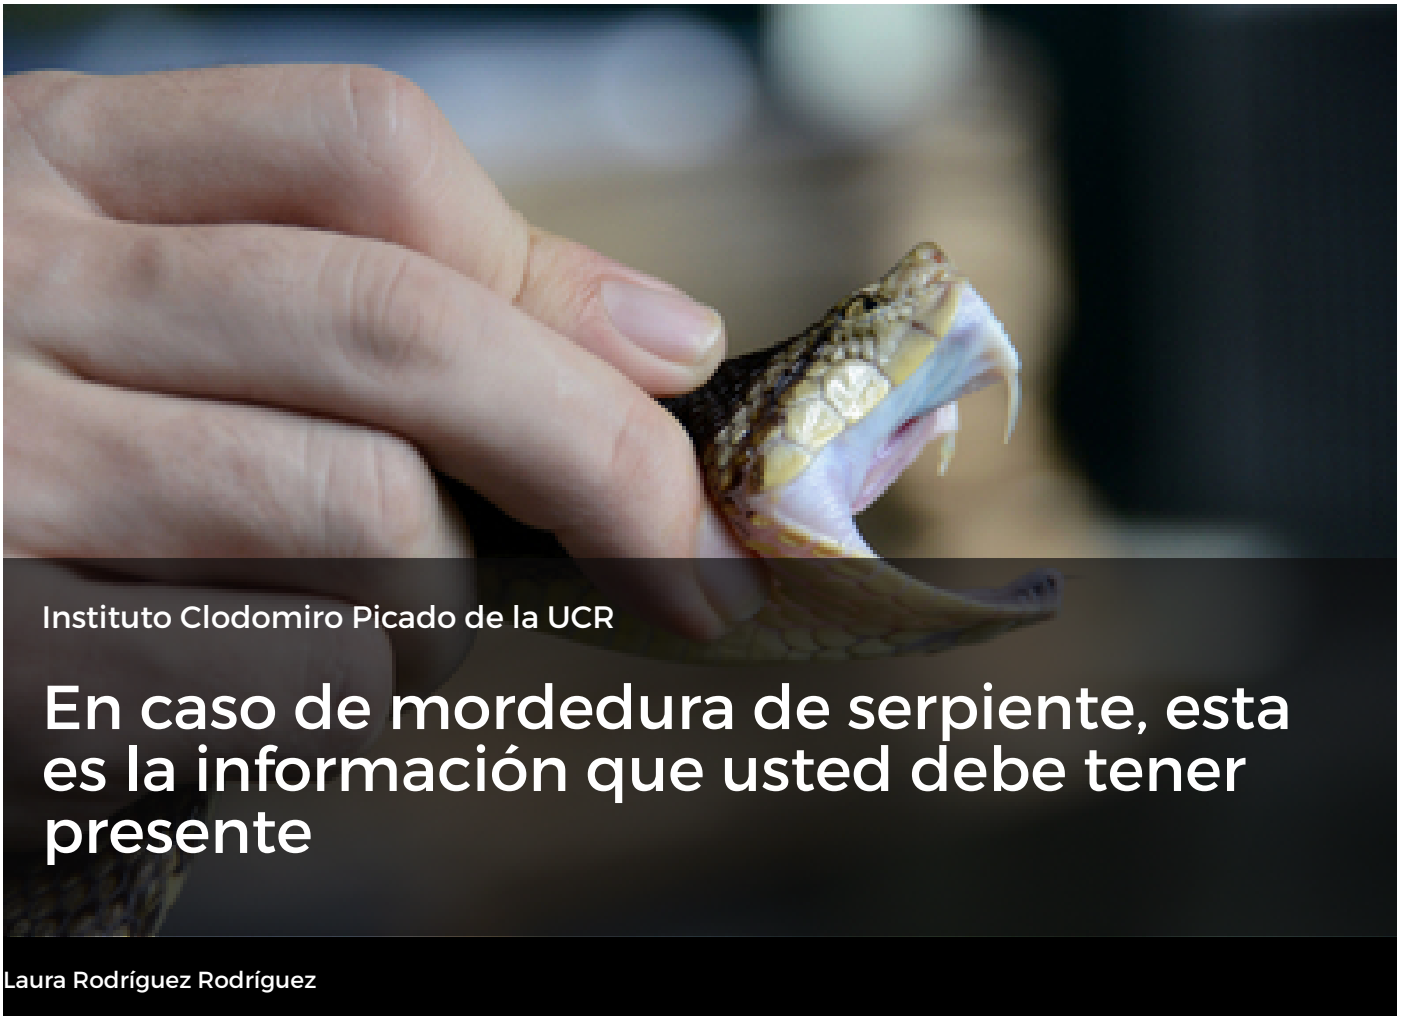 Instituto Clodomiro Picado de la UCR
En caso de mordedura de serpiente, esta
es la información que usted debe tener
presente
Laura Rodríguez Rodríguez